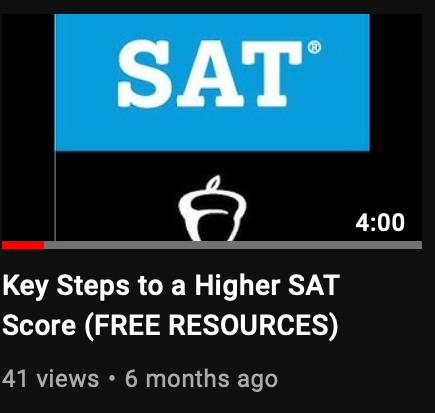 SAT®
4:00
Key Steps to a Higher SAT
Score (FREE RESOURCES)
41 views • 6 months ago